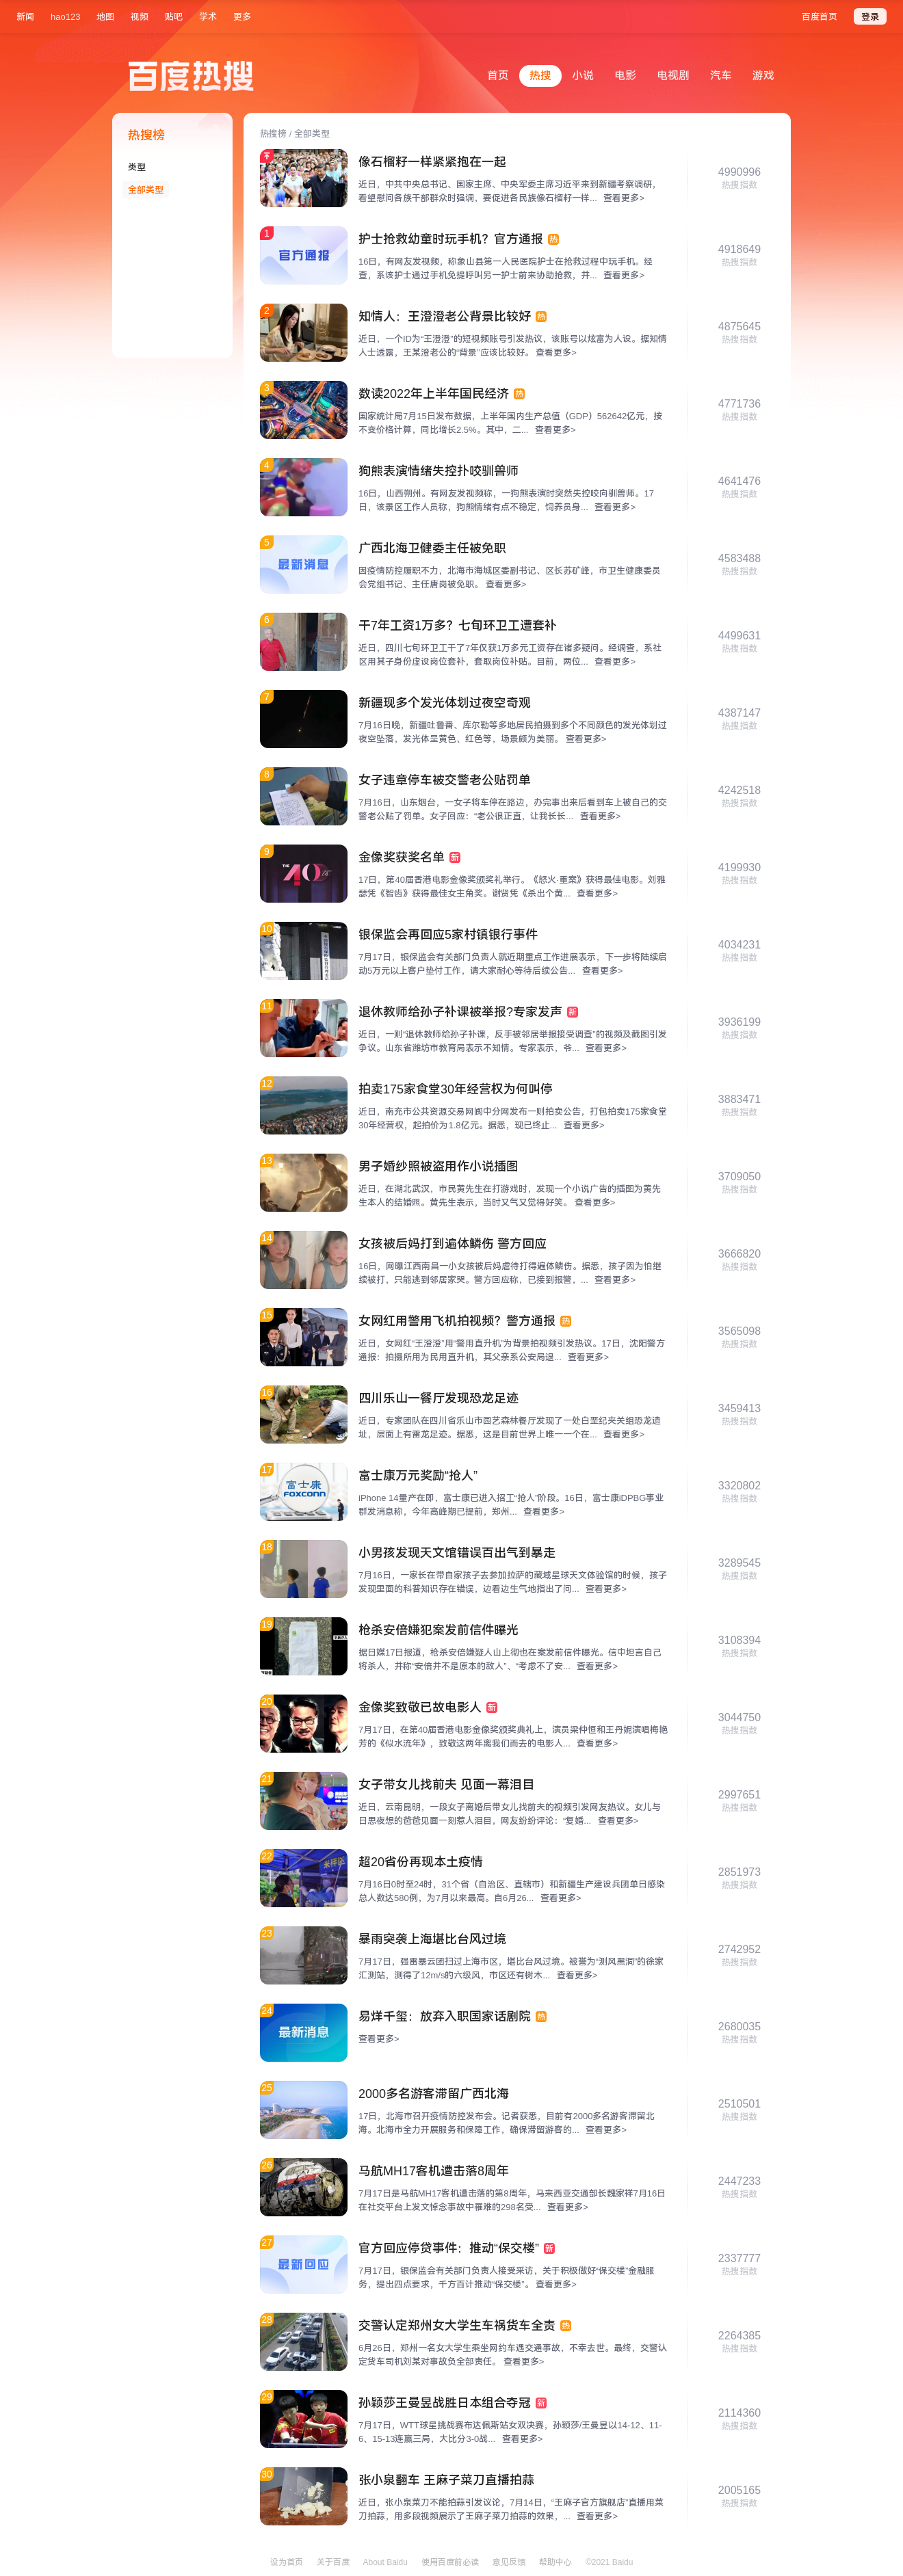 新闻 hao123 地图 视频 贴吧 学术 更多 百度首页 登录
百度热搜
首页 热搜 小说 电影 电视剧 汽车 游戏
热搜榜
类型
全部类型
热搜榜 / 全部类型
像石榴籽一样紧紧抱在一起
近日，中共中央总书记、国家主席、中央军委主席习近平来到新疆考察调研，
看望慰问各族干部群众时强调，要促进各民族像石榴籽一样... 查看更多>
4990996
热搜指数
1
官方通报
护士抢救幼童时玩手机？官方通报 热
16日，有网友发视频，称象山县第一人民医院护士在抢救过程中玩手机。经
查，系该护士通过手机免提呼叫另一护士前来协助抢救，并... 查看更多>
4918649
热搜指数
2
知情人：王澄澄老公背景比较好 热
近日，一个ID为“王澄澄”的短视频账号引发热议，该账号以炫富为人设。据知情
人士透露，王某澄老公的“背景”应该比较好。 查看更多>
4875645
热搜指数
3
数读2022年上半年国民经济 热
国家统计局7月15日发布数据，上半年国内生产总值（GDP）562642亿元，按
不变价格计算，同比增长2.5%。其中，二... 查看更多>
4771736
热搜指数
4
狗熊表演情绪失控扑咬驯兽师
16日，山西朔州。有网友发视频称，一狗熊表演时突然失控咬向驯兽师。17
日，该景区工作人员称，狗熊情绪有点不稳定，饲养员身... 查看更多>
4641476
热搜指数
5
最新消息
广西北海卫健委主任被免职
因疫情防控履职不力，北海市海城区委副书记、区长苏矿峰，市卫生健康委员
会党组书记、主任唐岗被免职。 查看更多>
4583488
热搜指数
6
干7年工资1万多？七旬环卫工遭套补
近日，四川七旬环卫工干了7年仅获1万多元工资存在诸多疑问。经调查，系社
区用其子身份虚设岗位套补，套取岗位补贴。目前，两位... 查看更多>
4499631
热搜指数
7
新疆现多个发光体划过夜空奇观
7月16日晚，新疆吐鲁番、库尔勒等多地居民拍摄到多个不同颜色的发光体划过
夜空坠落，发光体呈黄色、红色等，场景颇为美丽。 查看更多>
4387147
热搜指数
8
女子违章停车被交警老公贴罚单
7月16日，山东烟台，一女子将车停在路边，办完事出来后看到车上被自己的交
警老公贴了罚单。女子回应：“老公很正直，让我长长... 查看更多>
4242518
热搜指数
9
THE 40th
金像奖获奖名单 新
17日，第40届香港电影金像奖颁奖礼举行。《怒火·重案》获得最佳电影。刘雅
瑟凭《智齿》获得最佳女主角奖。谢贤凭《杀出个黄... 查看更多>
4199930
热搜指数
10
银保监会再回应5家村镇银行事件
7月17日，银保监会有关部门负责人就近期重点工作进展表示，下一步将陆续启
动5万元以上客户垫付工作，请大家耐心等待后续公告... 查看更多>
4034231
热搜指数
11
退休教师给孙子补课被举报?专家发声 新
近日，一则“退休教师给孙子补课，反手被邻居举报接受调查”的视频及截图引发
争议。山东省潍坊市教育局表示不知情。专家表示，爷... 查看更多>
3936199
热搜指数
12
拍卖175家食堂30年经营权为何叫停
近日，南充市公共资源交易网阆中分网发布一则拍卖公告，打包拍卖175家食堂
30年经营权，起拍价为1.8亿元。据悉，现已终止... 查看更多>
3883471
热搜指数
13
男子婚纱照被盗用作小说插图
近日，在湖北武汉，市民黄先生在打游戏时，发现一个小说广告的插图为黄先
生本人的结婚照。黄先生表示，当时又气又觉得好笑。 查看更多>
3709050
热搜指数
14
女孩被后妈打到遍体鳞伤 警方回应
16日，网曝江西南昌一小女孩被后妈虐待打得遍体鳞伤。据悉，孩子因为怕继
续被打，只能逃到邻居家哭。警方回应称，已接到报警，... 查看更多>
3666820
热搜指数
15
女网红用警用飞机拍视频？警方通报 热
近日，女网红“王澄澄”用“警用直升机”为背景拍视频引发热议。17日，沈阳警方
通报：拍摄所用为民用直升机，其父亲系公安局退... 查看更多>
3565098
热搜指数
16
四川乐山一餐厅发现恐龙足迹
近日，专家团队在四川省乐山市园艺森林餐厅发现了一处白垩纪夹关组恐龙遗
址，层面上有雷龙足迹。据悉，这是目前世界上唯一一个在... 查看更多>
3459413
热搜指数
17
富士康
FOXCONN
富士康万元奖励“抢人”
iPhone 14量产在即，富士康已进入招工“抢人”阶段。16日，富士康iDPBG事业
群发消息称，今年高峰期已提前，郑州... 查看更多>
3320802
热搜指数
18
小男孩发现天文馆错误百出气到暴走
7月16日，一家长在带自家孩子去参加拉萨的藏域星球天文体验馆的时候，孩子
发现里面的科普知识存在错误，边看边生气地指出了问... 查看更多>
3289545
热搜指数
19
枪杀安倍嫌犯案发前信件曝光
据日媒17日报道，枪杀安倍嫌疑人山上彻也在案发前信件曝光。信中坦言自己
将杀人，并称“安倍并不是原本的敌人”、“考虑不了安... 查看更多>
3108394
热搜指数
20
金像奖致敬已故电影人 新
7月17日，在第40届香港电影金像奖颁奖典礼上，演员梁仲恒和王丹妮演唱梅艳
芳的《似水流年》，致敬这两年离我们而去的电影人... 查看更多>
3044750
热搜指数
21
女子带女儿找前夫 见面一幕泪目
近日，云南昆明，一段女子离婚后带女儿找前夫的视频引发网友热议。女儿与
日思夜想的爸爸见面一刻惹人泪目，网友纷纷评论：“复婚... 查看更多>
2997651
热搜指数
22
超20省份再现本土疫情
7月16日0时至24时，31个省（自治区、直辖市）和新疆生产建设兵团单日感染
总人数达580例，为7月以来最高。自6月26... 查看更多>
2851973
热搜指数
23
暴雨突袭上海堪比台风过境
7月17日，强雷暴云团扫过上海市区，堪比台风过境。被誉为“测风黑洞”的徐家
汇测站，测得了12m/s的六级风，市区还有树木... 查看更多>
2742952
热搜指数
24
最新消息
易烊千玺：放弃入职国家话剧院 热
查看更多>
2680035
热搜指数
25
2000多名游客滞留广西北海
17日，北海市召开疫情防控发布会。记者获悉，目前有2000多名游客滞留北
海。北海市全力开展服务和保障工作，确保滞留游客的... 查看更多>
2510501
热搜指数
26
马航MH17客机遭击落8周年
7月17日是马航MH17客机遭击落的第8周年，马来西亚交通部长魏家祥7月16日
在社交平台上发文悼念事故中罹难的298名受... 查看更多>
2447233
热搜指数
27
最新回应
官方回应停贷事件：推动“保交楼” 新
7月17日，银保监会有关部门负责人接受采访，关于积极做好“保交楼”金融服
务，提出四点要求，千方百计推动“保交楼”。 查看更多>
2337777
热搜指数
28
交警认定郑州女大学生车祸货车全责 热
6月26日，郑州一名女大学生乘坐网约车遇交通事故，不幸去世。最终，交警认
定货车司机刘某对事故负全部责任。 查看更多>
2264385
热搜指数
29
孙颖莎王曼昱战胜日本组合夺冠 新
7月17日，WTT球星挑战赛布达佩斯站女双决赛，孙颖莎/王曼昱以14-12、11-
6、15-13连赢三局，大比分3-0战... 查看更多>
2114360
热搜指数
30
张小泉翻车 王麻子菜刀直播拍蒜
近日，张小泉菜刀不能拍蒜引发议论，7月14日，“王麻子官方旗舰店”直播用菜
刀拍蒜，用多段视频展示了王麻子菜刀拍蒜的效果，... 查看更多>
2005165
热搜指数
设为首页 关于百度 About Baidu 使用百度前必读 意见反馈 帮助中心 ©2021 Baidu